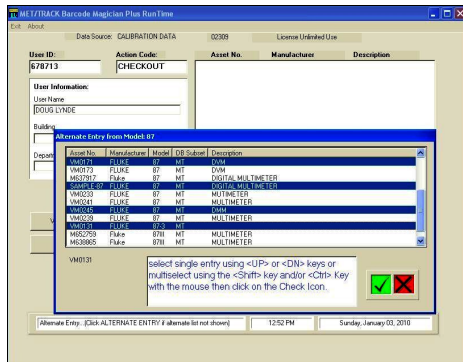 MET/TRACK Barcode Magician Plus RunTime
Exit About
Data Source: CALIBRATION DATA 02309 License Unlimited Use
User ID: Action Code: Asset No. Manufacturer Description
678713 CHECKOUT
User Information:
User Name
DOUG LYNDE
Building
Departm
Alternate Entry from Model: 87
Asset No. Manufacturer Model DB Subset Description
VM0171 FLUKE 87 MT DVM
VM0173 FLUKE 87 MT DVM
M637917 Fluke 87 MT DIGITAL MULTIMETER
SAMPLE-87 FLUKE 87 MT DIGITAL MULTIMETER
VM0233 FLUKE 87 MT MUTIMETER
VM0241 FLUKE 87 MT MULTIMETER
VM0245 FLUKE 87 MT DMM
VM0239 FLUKE 87 MT MULTIMETER
VM0131 FLUKE 87-3 MT
M652759 Fluke 87III MT MULTIMETER
M638865 Fluke 87III MT MULTIMETER
V
VM0131
select single entry using <UP> or <DN> keys or
multiselect using the <Shift> key and/or <Ctrl> Key
with the mouse then click on the Check Icon.
Alternate Entry...(Click ALTERNATE ENTRY if alternate list not shown) 12:52 PM Sunday, January 03, 2010